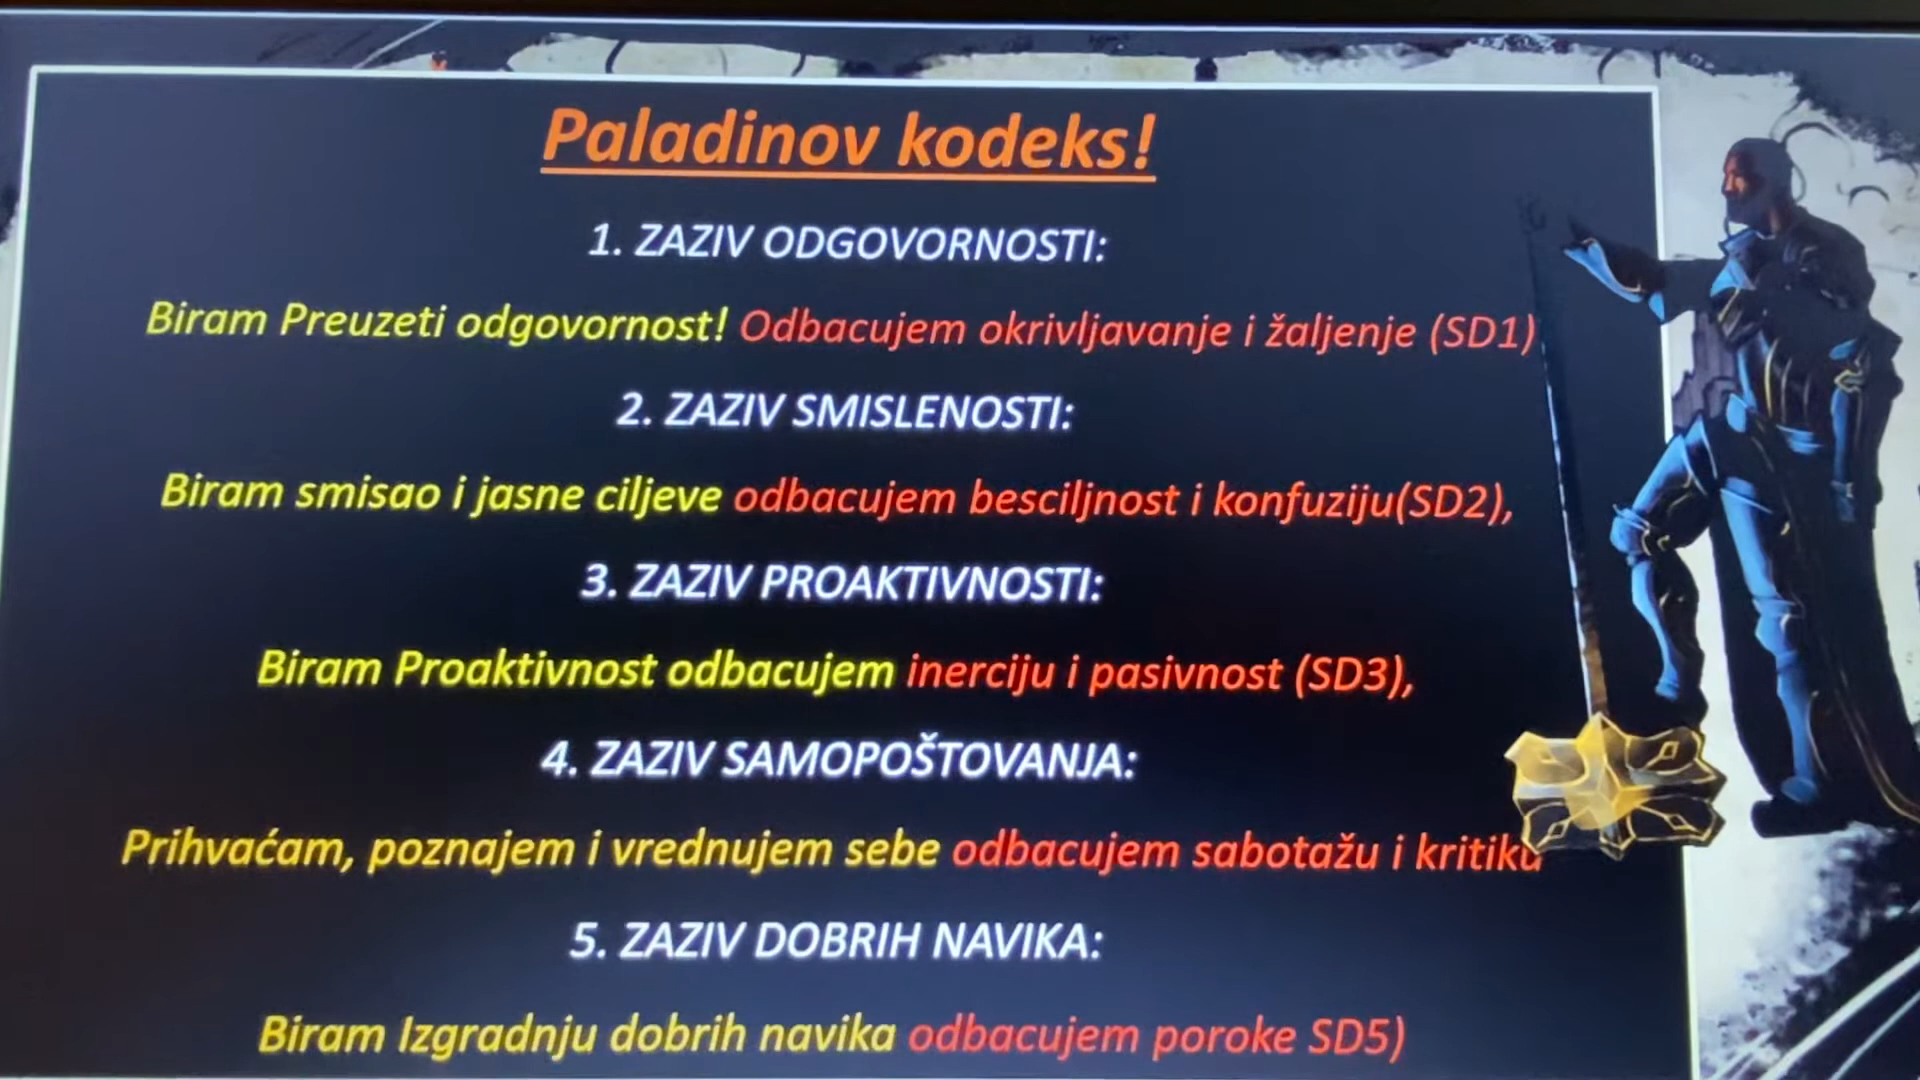 Paladinov kodeks!
1. ZAZIV ODGOVORNOSTI:
Biram Preuzeti odgovornost! Odbacujem okrivljavanje i žaljenje (SD1)
2. ZAZIV SMISLENOSTI:
Biram smisao i jasne ciljeve odbacujem besciljnost i konfuziju(SD2),
3. ZAZIV PROAKTIVNOSTI:
Biram Proaktivnost odbacujem inerciju i pasivnost (SD3),
4. ZAZIV SAMOPOŠTOVANJA:
Prihvaćam, poznajem i vrednujem sebe odbacujem sabotažu i kritiku
5. ZAZIV DOBRIH NAVIKA:
Biram Izgradnju dobrih navika odbacujem poroke SD5)